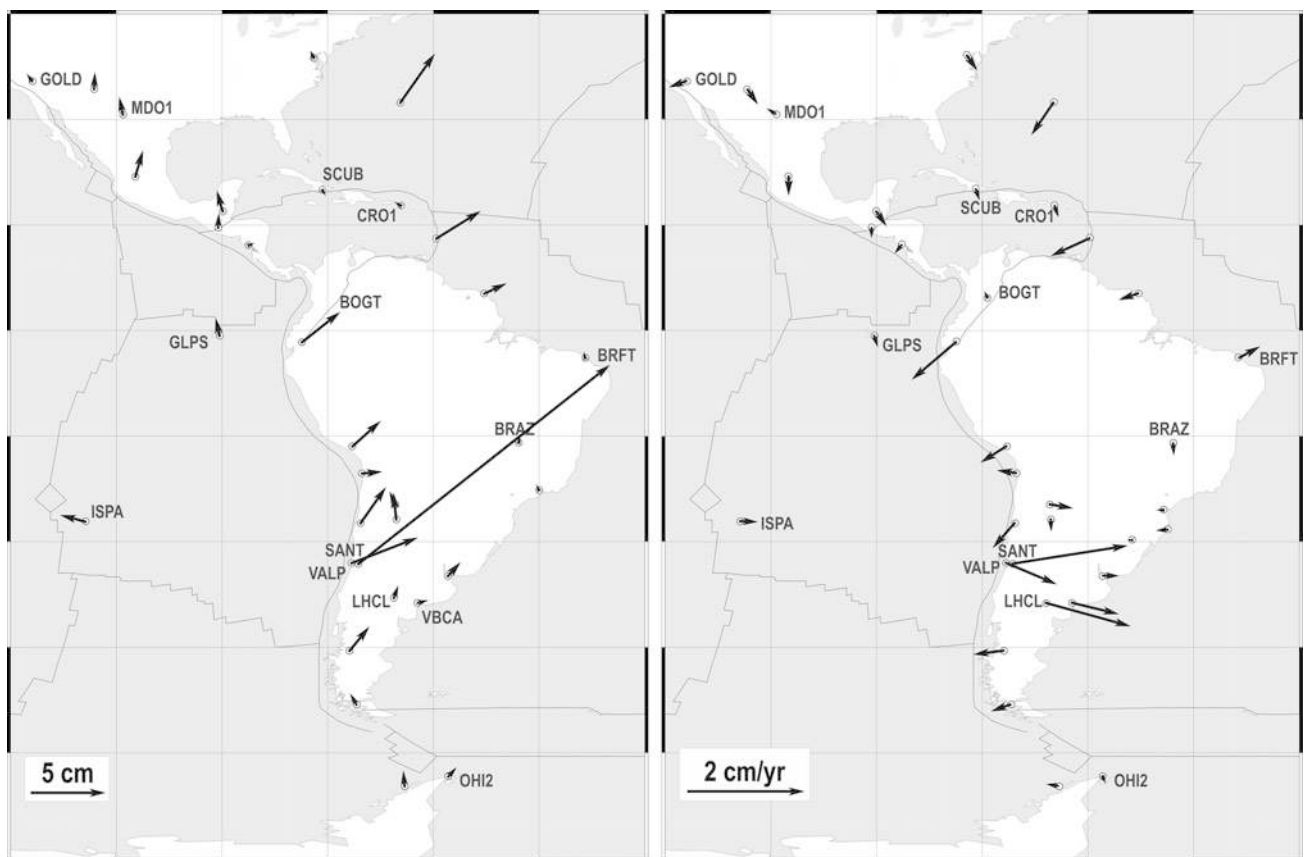 GOLD
MDO1
SCUB
CRO1
BOGT
GLPS
BRFT
BRAZ
ISPA
SANT
VALP
LHCL
VBCA
5 cm
OHI2
GOLD
MDO1
SCUB
CRO1
BOGT
GLPS
BRFT
BRAZ
ISPA
SANT
VALP
LHCL
2 cm/yr
OHI2